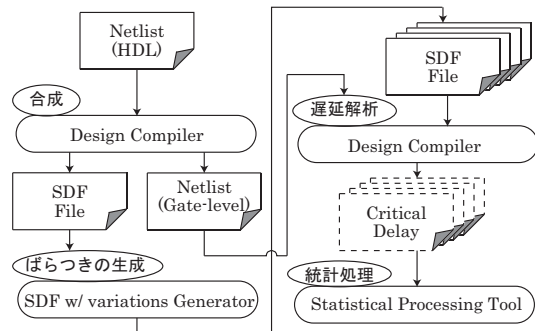 Netlist
(HDL)
合成
Design Compiler
SDF
File
Netlist
(Gate-level)
ばらつきの生成
SDF w/ variations Generator
SDF
File
遅延解析
Design Compiler
Critical
Delay
統計処理
Statistical Processing Tool